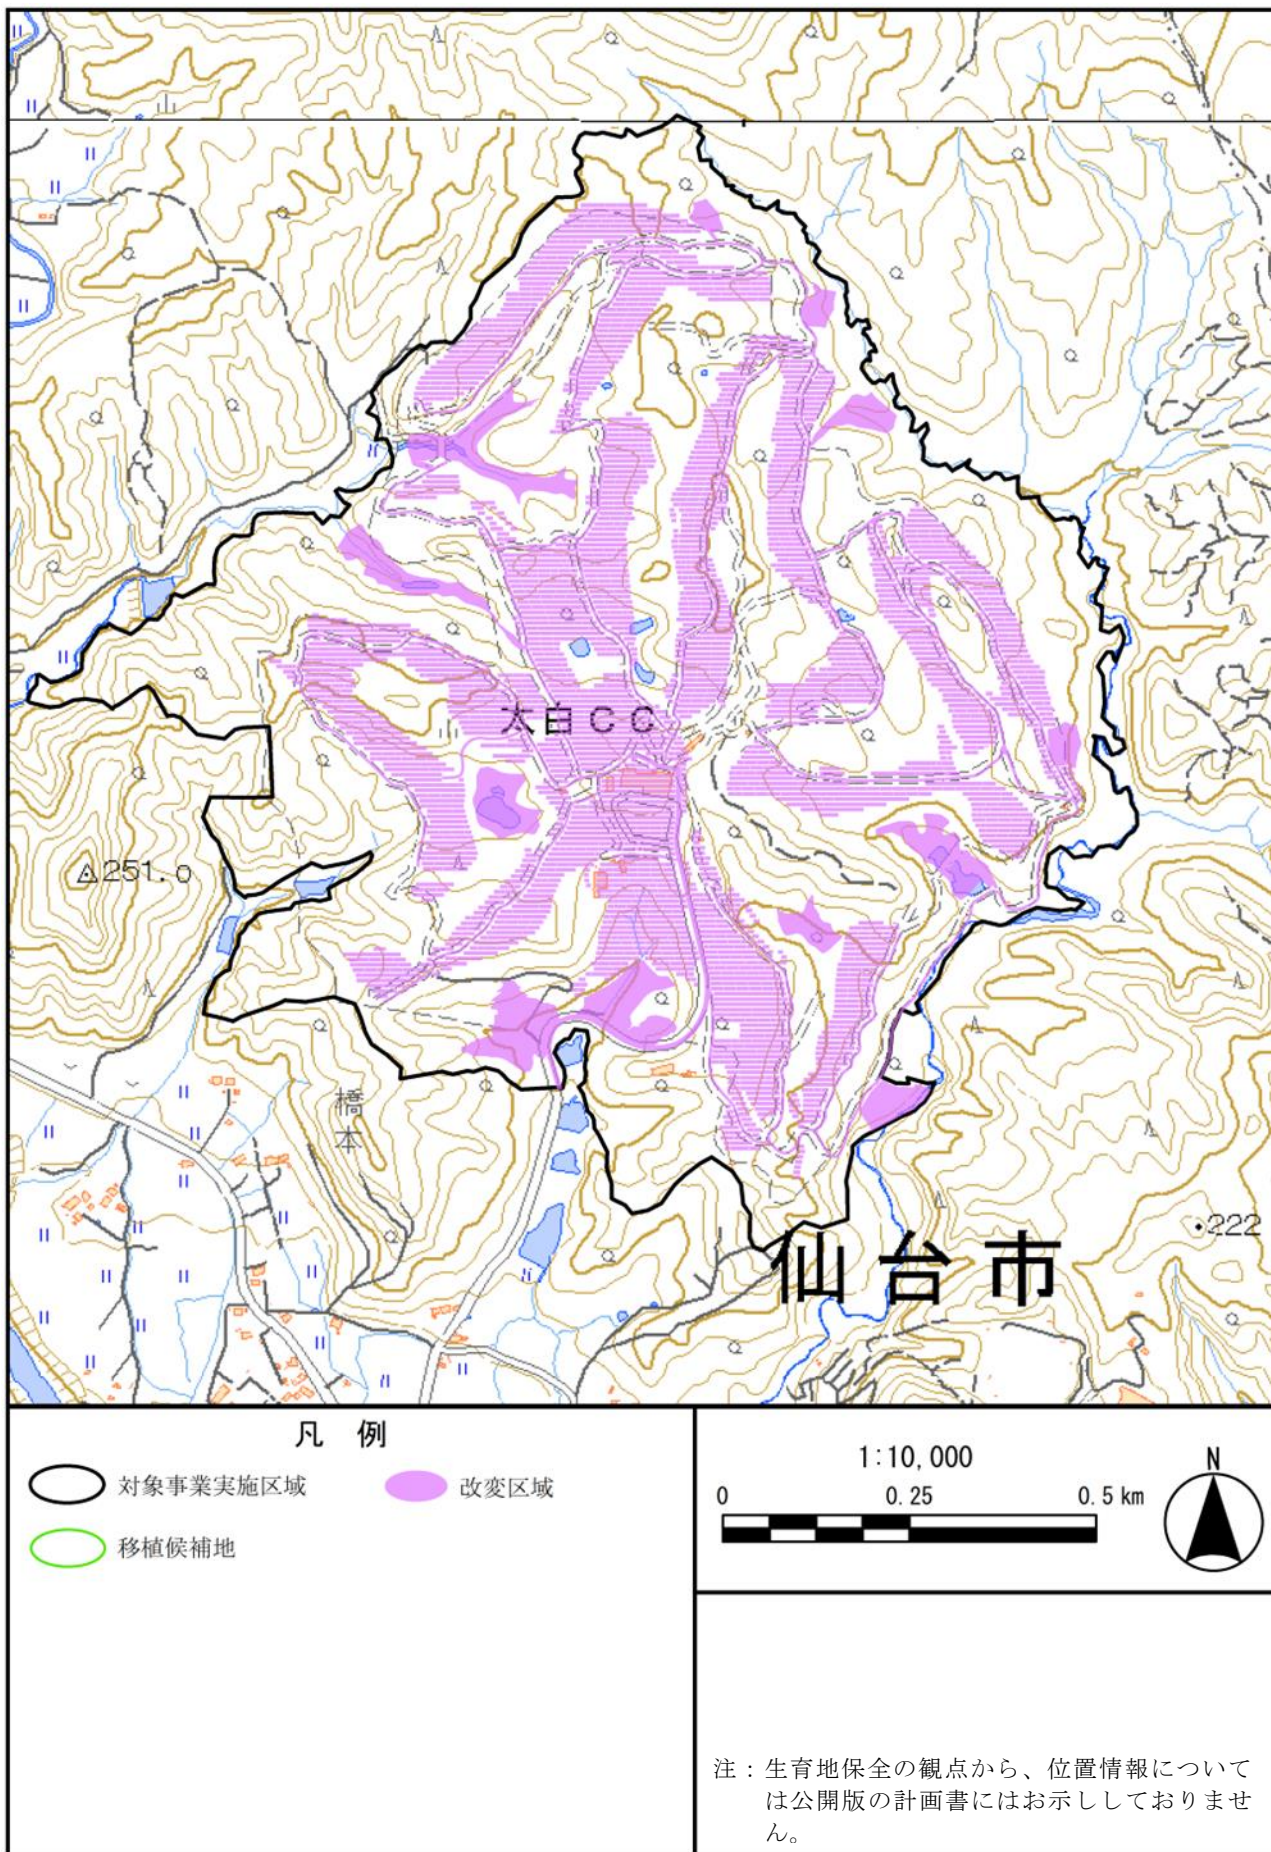 太白CC
251.0
橋本
222
仙台市
凡 例
対象事業実施区域
改変区域
移植候補地
1:10,000
0 0.25 0.5 km
N
注：生育地保全の観点から、位置情報について
は公開版の計画書にはお示ししておりませ
ん。